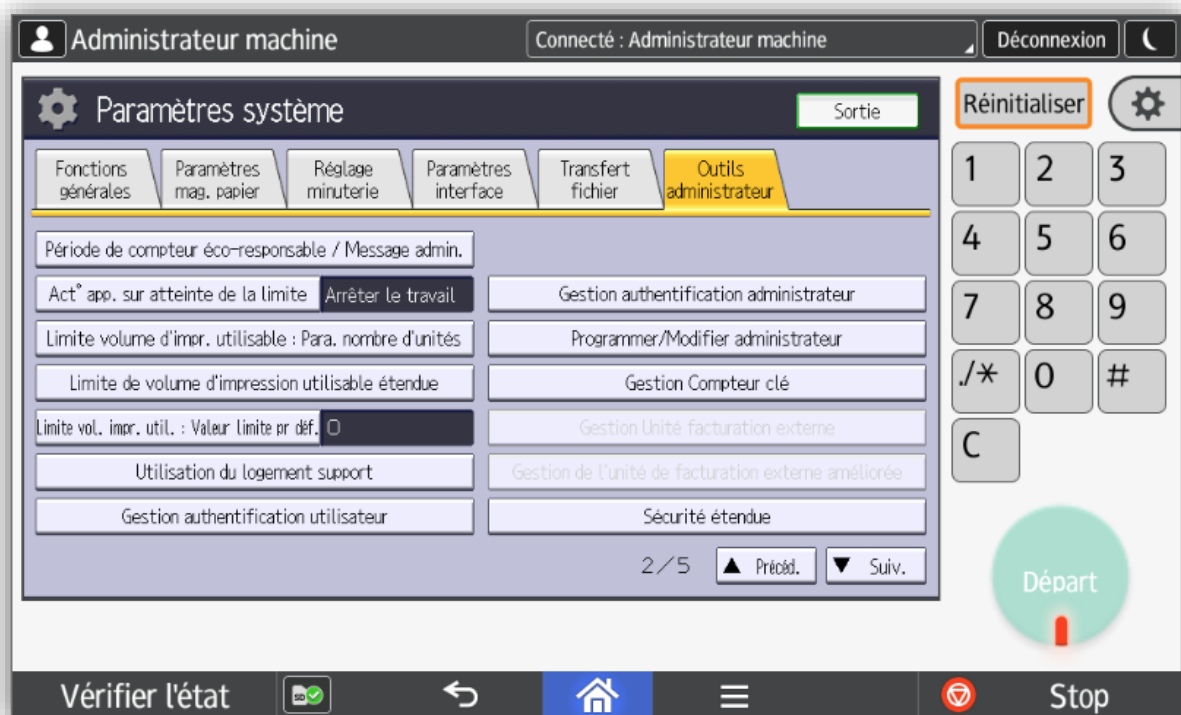 Administrateur machine
Connecté : Administrateur machine
Déconnexion
Paramètres système
Sortie
Réinitialiser
Fonctions
générales
Paramètres
mag. papier
Réglage
minuterie
Paramètres
interface
Transfert
fichier
Outils
administrateur
Période de compteur éco-responsable / Message admin.
Act° app. sur atteinte de la limite Arrêter le travail
Limite volume d'impr. utilisable : Para. nombre d'unités
Limite de volume d'impression utilisable étendue
Limite vol. impr. util. : Valeur limite pr déf. 0
Utilisation du logement support
Gestion authentification utilisateur
Gestion authentification administrateur
Programmer/Modifier administrateur
Gestion Compteur clé
Gestion Unité facturation externe
Gestion de l'unité de facturation externe améliorée
Sécurité étendue
2/5 ▲ Précéd. ▼ Suiv.
1 2 3
4 5 6
7 8 9
./* 0 #
C
Départ
Vérifier l'état
SD
Stop